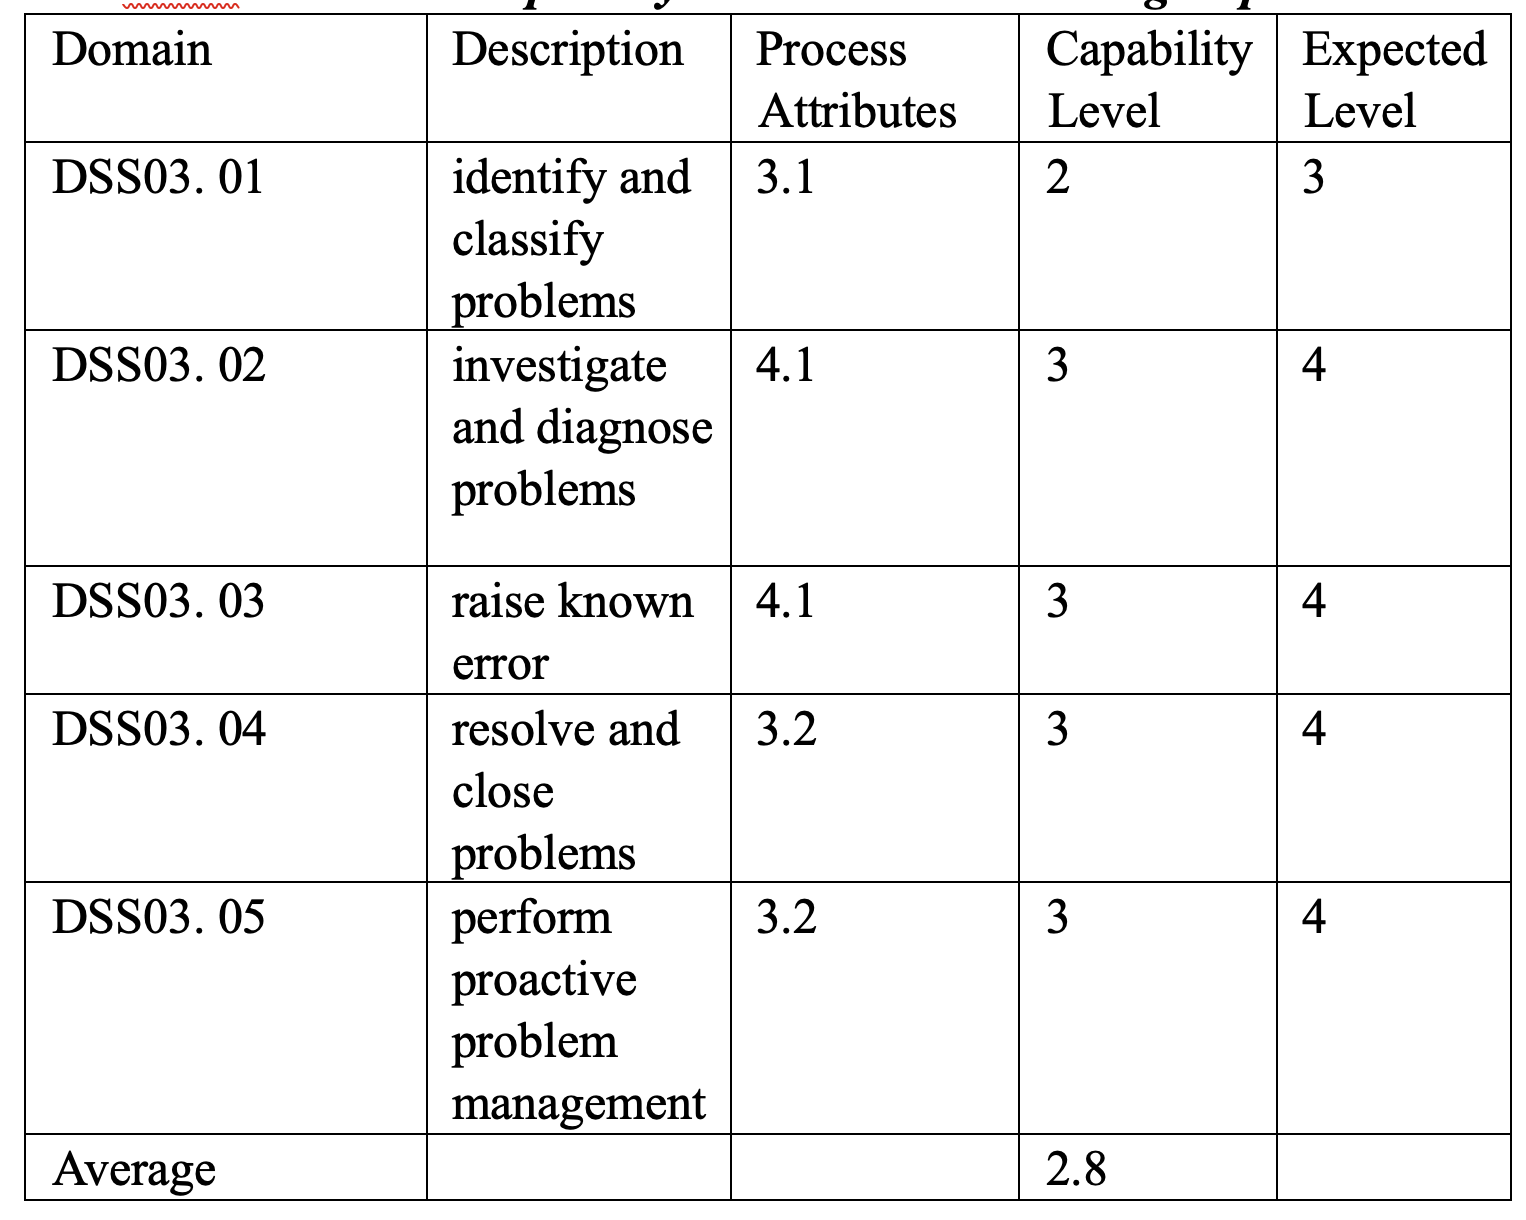 Domain
Description
Process
Attributes
Capability
Level
Expected
Level
DSS03. 01
identify and
classify
problems
3.1
2
3
DSS03. 02
investigate
and diagnose
problems
4.1
3
4
DSS03. 03
raise known
error
4.1
3
4
DSS03. 04
resolve and
close
problems
3.2
3
4
DSS03. 05
perform
proactive
problem
management
3.2
3
4
Average
2.8